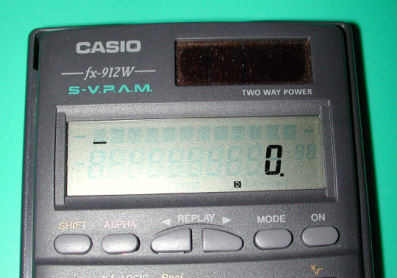 CASIO
fx-912W
S-V.P.A.M.
TWO WAY POWER
0.
SHIFT ALPHA ◄ REPLAY ► MODE ON